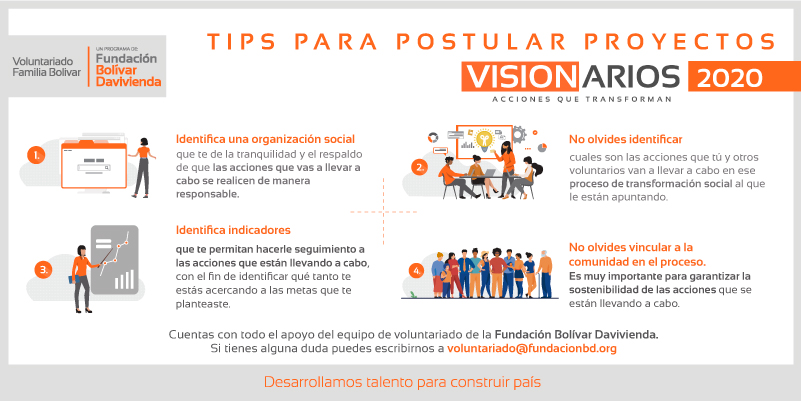 TIPS PARA POSTULAR PROYECTOS
Voluntariado
Familia Bolívar
UN PROGRAMA DE:
Fundación
Bolívar
Davivienda
VISIONARIOS 2020
ACCIONES QUE TRANSFORMAN
1.
Identifica una organización social
que te de la tranquilidad y el respaldo
de que las acciones que vas a llevar a
cabo se realicen de manera
responsable.
2.
No olvides identificar
cuales son las acciones que tú y otros
voluntarios van a llevar a cabo en ese
proceso de transformación social al que
le están apuntando.
3.
Identifica indicadores
que te permitan hacerle seguimiento a
las acciones que están llevando a cabo,
con el fin de identificar qué tanto te
estás acercando a las metas que te
planteaste.
4.
No olvides vincular a la
comunidad en el proceso.
Es muy importante para garantizar la
sostenibilidad de las acciones que se
están llevando a cabo.
Cuentas con todo el apoyo del equipo de voluntariado de la Fundación Bolívar Davivienda.
Si tienes alguna duda puedes escribirnos a voluntariado@fundacionbd.org
Desarrollamos talento para construir país